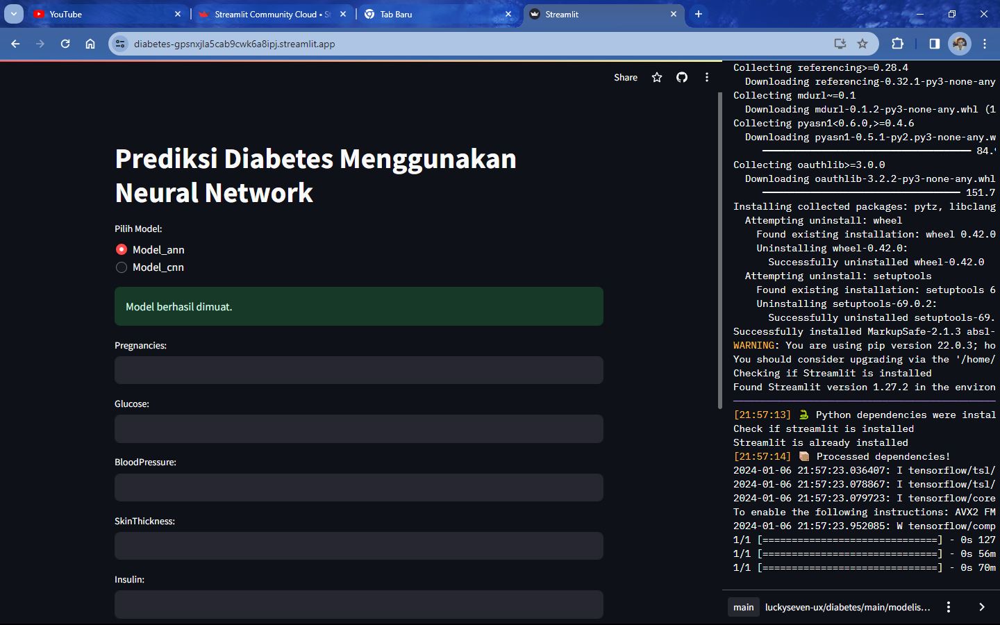 YouTube
Streamlit Community Cloud • St
Tab Baru
Streamlit
diabetes-gpsnxjla5cab9cwk6a8ipj.streamlit.app
Share
Prediksi Diabetes Menggunakan
Neural Network
Pilih Model:
Model_ann
Model_cnn
Model berhasil dimuat.
Pregnancies:
Glucose:
BloodPressure:
SkinThickness:
Insulin:
Collecting referencing>=0.28.4
Downloading referencing-0.32.1-py3-none-any
Collecting mdurl~=0.1
Downloading mdurl-0.1.2-py3-none-any.whl (1
Collecting pyasn1<0.6.0,>=0.4.6
Downloading pyasn1-0.5.1-py2.py3-none-any.w
84.
Collecting oauthlib>=3.0.0
Downloading oauthlib-3.2.2-py3-none-any.whl
151.7
Installing collected packages: pytz, libclang
Attempting uninstall: wheel
Found existing installation: wheel 0.42.0
Uninstalling wheel-0.42.0:
Successfully uninstalled wheel-0.42.0
Attempting uninstall: setuptools
Found existing installation: setuptools 6
Uninstalling setuptools-69.0.2:
Successfully uninstalled setuptools-69.
Successfully installed MarkupSafe-2.1.3 absl-
WARNING: You are using pip version 22.0.3; ho
You should consider upgrading via the '/home/
Checking if Streamlit is installed
Found Streamlit version 1.27.2 in the environ
[21:57:13] 🐍 Python dependencies were instal
Check if streamlit is installed
Streamlit is already installed
[21:57:14] 📦 Processed dependencies!
2024-01-06 21:57:23.036407: I tensorflow/tsl/
2024-01-06 21:57:23.078867: I tensorflow/tsl/
2024-01-06 21:57:23.079723: I tensorflow/core
To enable the following instructions: AVX2 FM
2024-01-06 21:57:23.952085: W tensorflow/comp
1/1 [==============================] - 0s 127
1/1 [==============================] - 0s 56m
1/1 [==============================] - 0s 70m
main luckyseven-ux/diabetes/main/modelis…